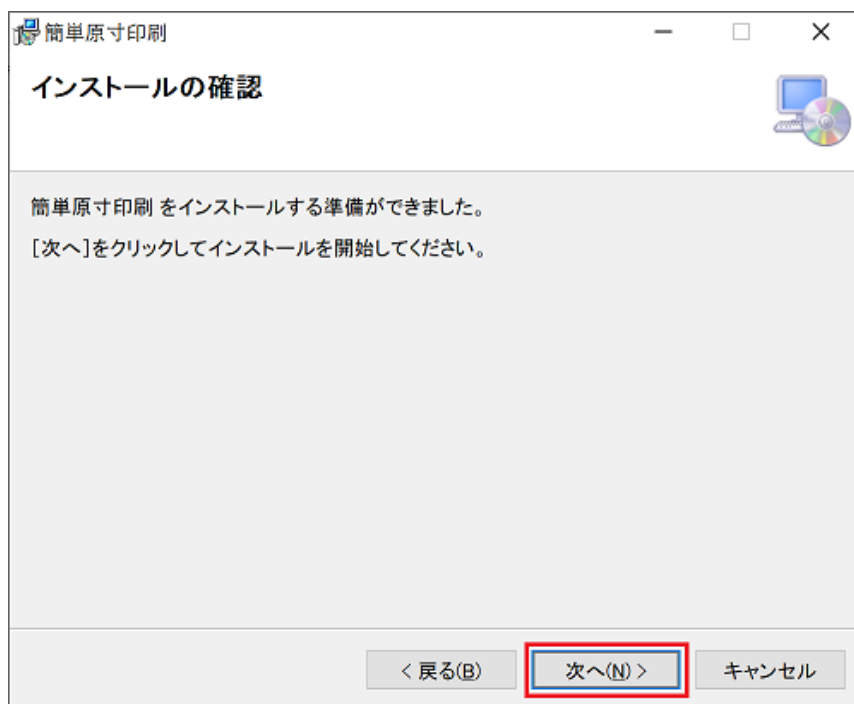 簡単原寸印刷
インストールの確認
簡単原寸印刷 をインストールする準備ができました。
[次へ]をクリックしてインストールを開始してください。
< 戻る(B)
次へ(N) >
キャンセル